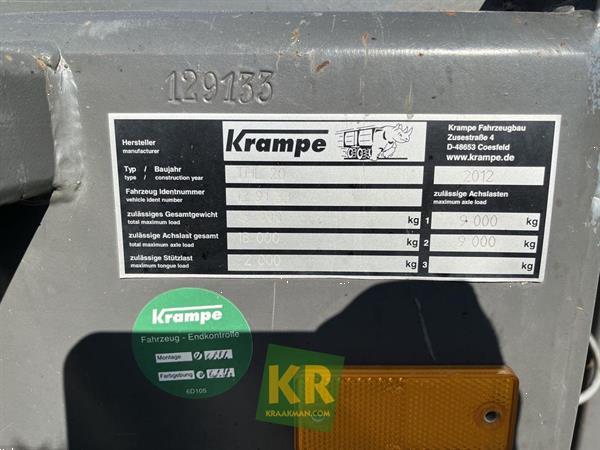 129133
Krampe
Krampe Fahrzeugbau
Zusestraße 4
D-48653 Coesfeld
www.krampe.de
Hersteller
manufacturer
Typ / Baujahr
type / construction year
2012
Fahrzeug Identnummer
vehicle ident number
zulässige Achslasten
maximum axle load
zulässiges Gesamtgewicht
total maximum load
kg 1 9 000 kg
zulässige Achslast gesamt
total maximum axle load
18 000 kg 2 9 000 kg
zulässige Stützlast
maximum tongue load
2 000 kg 3 kg
Krampe
Fahrzeug - Endkontrolle
Montage
Farbgebung
6D105
KR
KRAAKMAN.COM